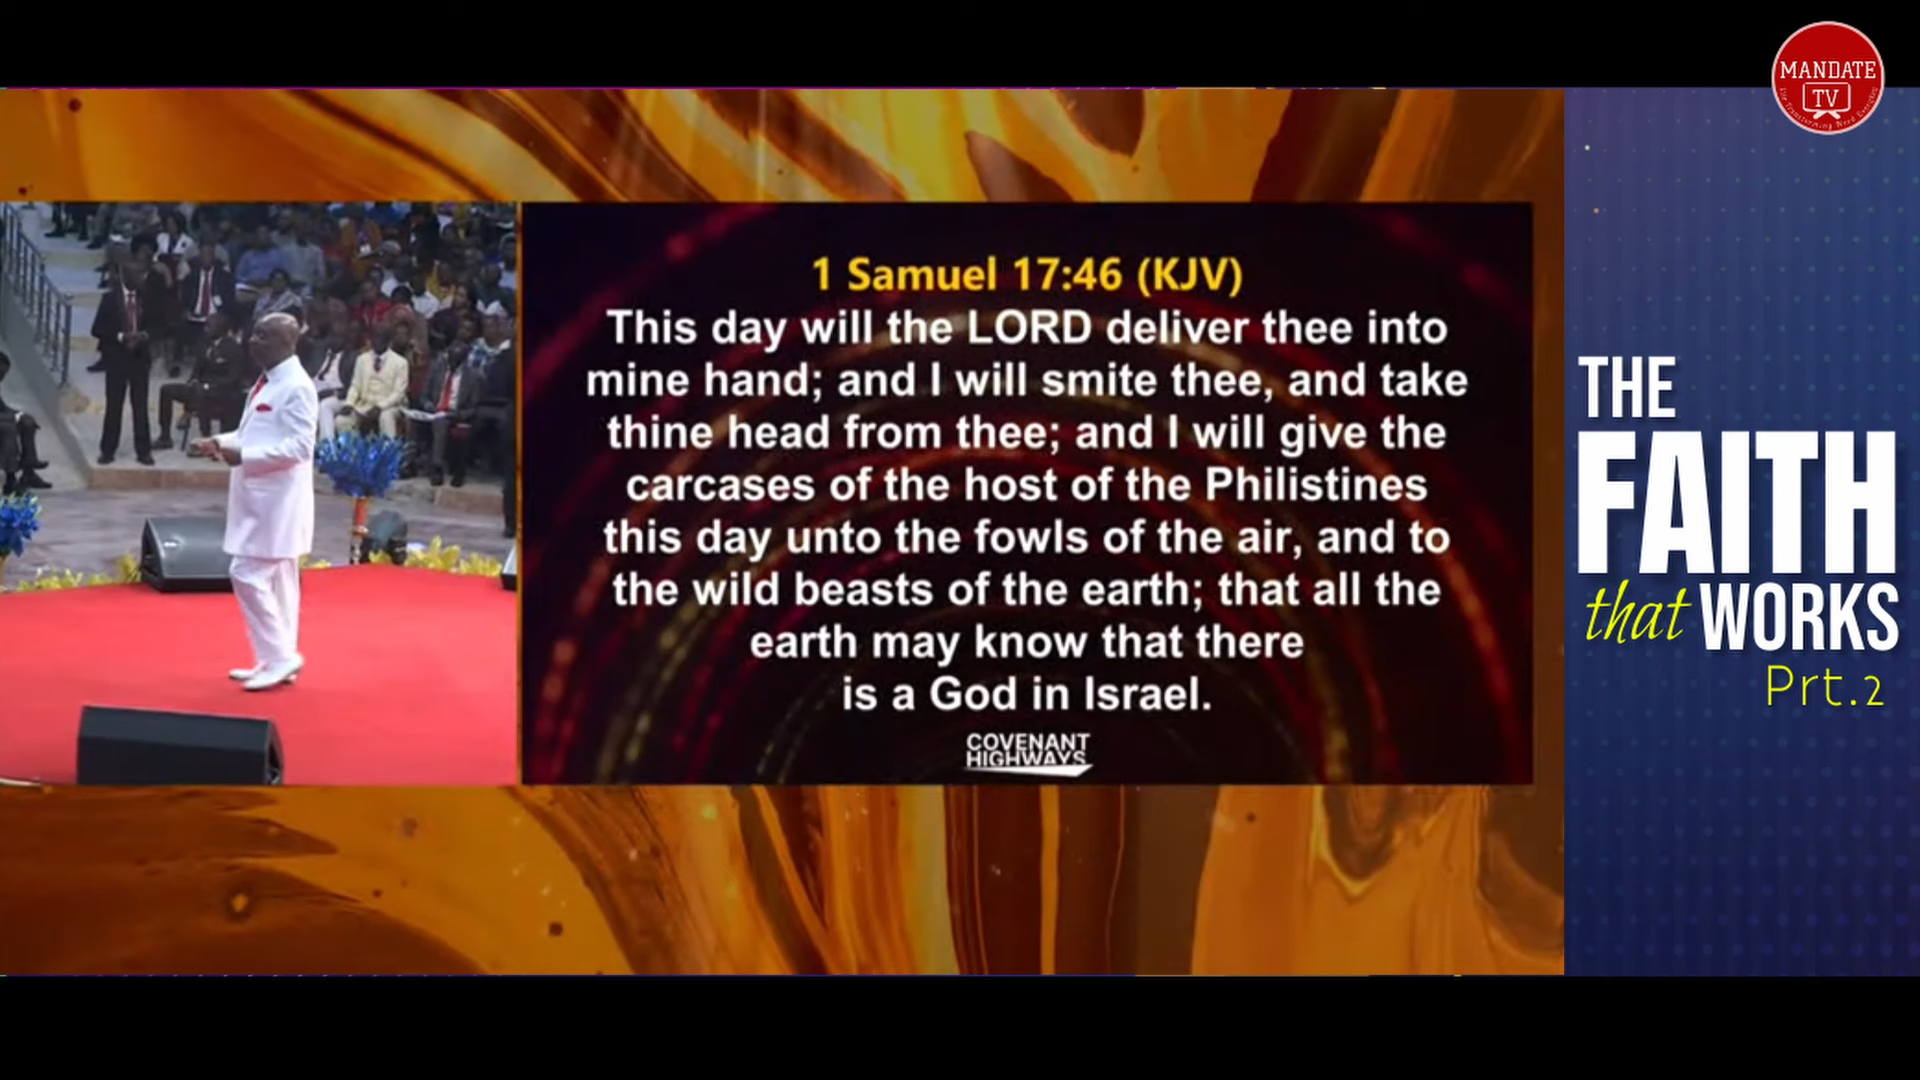 MANDATE
TV
1 Samuel 17:46 (KJV)
This day will the LORD deliver thee into
mine hand; and I will smite thee, and take
thine head from thee; and I will give the
carcases of the host of the Philistines
this day unto the fowls of the air, and to
the wild beasts of the earth; that all the
earth may know that there
is a God in Israel.
COVENANT
HIGHWAYS
THE
FAITH
that WORKS
Prt.2